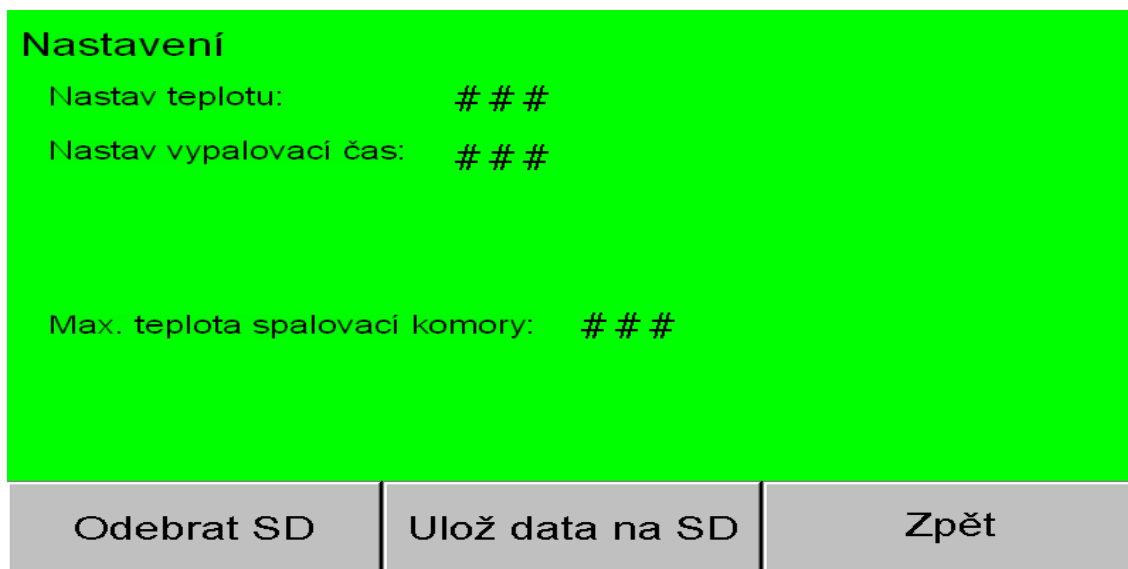 Nastavení
Nastav teplotu: ###
Nastav vypalovací čas: ###
Max. teplota spalovací komory: ###
Odebrat SD
Ulož data na SD
Zpět